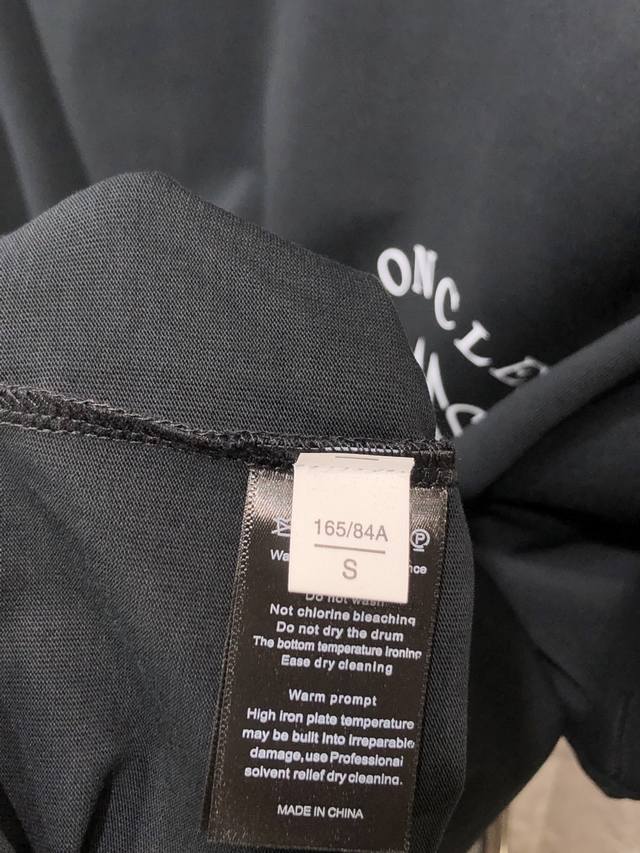 ONCLE
165/84A
S
Wa
nce
Do not wash
Not chlorine bleaching
Do not dry the drum
The bottom temperature ironing
Ease dry cleaning
Warm prompt
High iron plate temperature
may be built into irreparable
damage,use Professional
solvent relief dry cleaning.
MADE IN CHINA